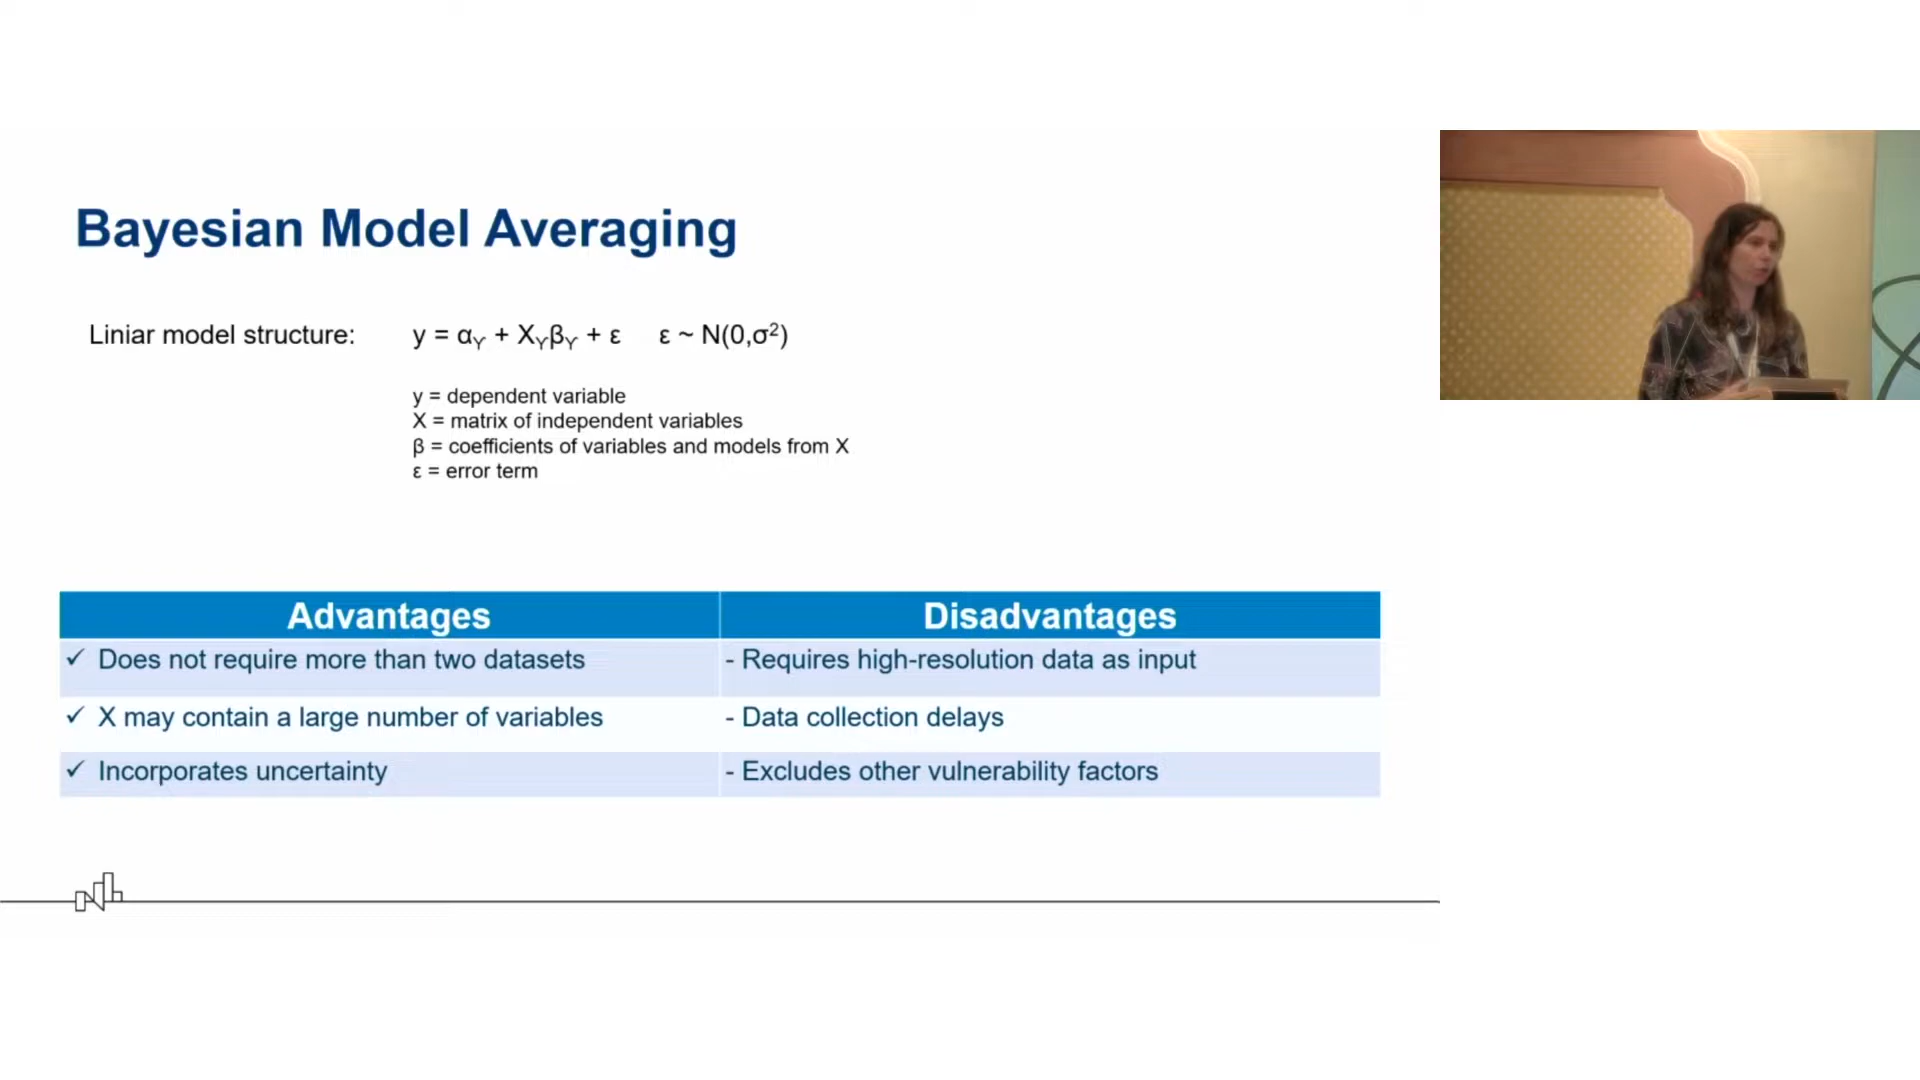 Bayesian Model Averaging
Liniar model structure: y = αᵧ + Xᵧβᵧ + ε ε ~ N(0,σ²)
y = dependent variable
X = matrix of independent variables
β = coefficients of variables and models from X
ε = error term
Advantages Disadvantages
✓ Does not require more than two datasets - Requires high-resolution data as input
✓ X may contain a large number of variables - Data collection delays
✓ Incorporates uncertainty - Excludes other vulnerability factors